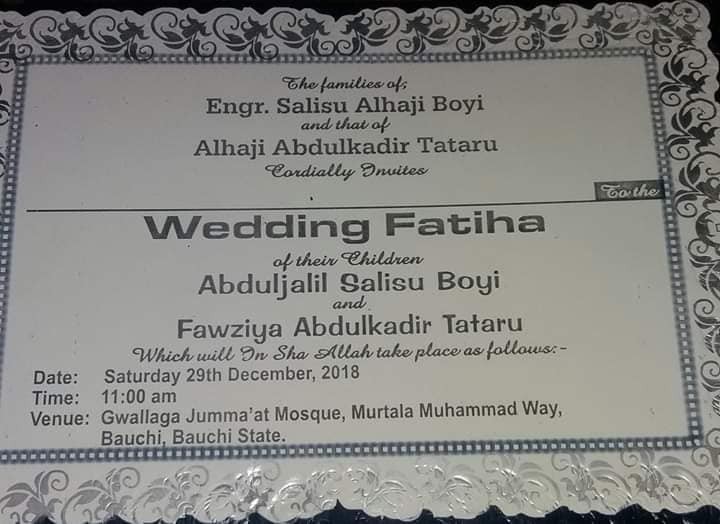 The families of;
Engr. Salisu Alhaji Boyi
and that of
Alhaji Abdulkadir Tataru
Cordially Invites
To the
Wedding Fatiha
of their Children
Abduljalil Salisu Boyi
and
Fawziya Abdulkadir Tataru
Which will In Sha Allah take place as follows:-
Date: Saturday 29th December, 2018
Time: 11:00 am
Venue: Gwallaga Jumma'at Mosque, Murtala Muhammad Way,
Bauchi, Bauchi State.